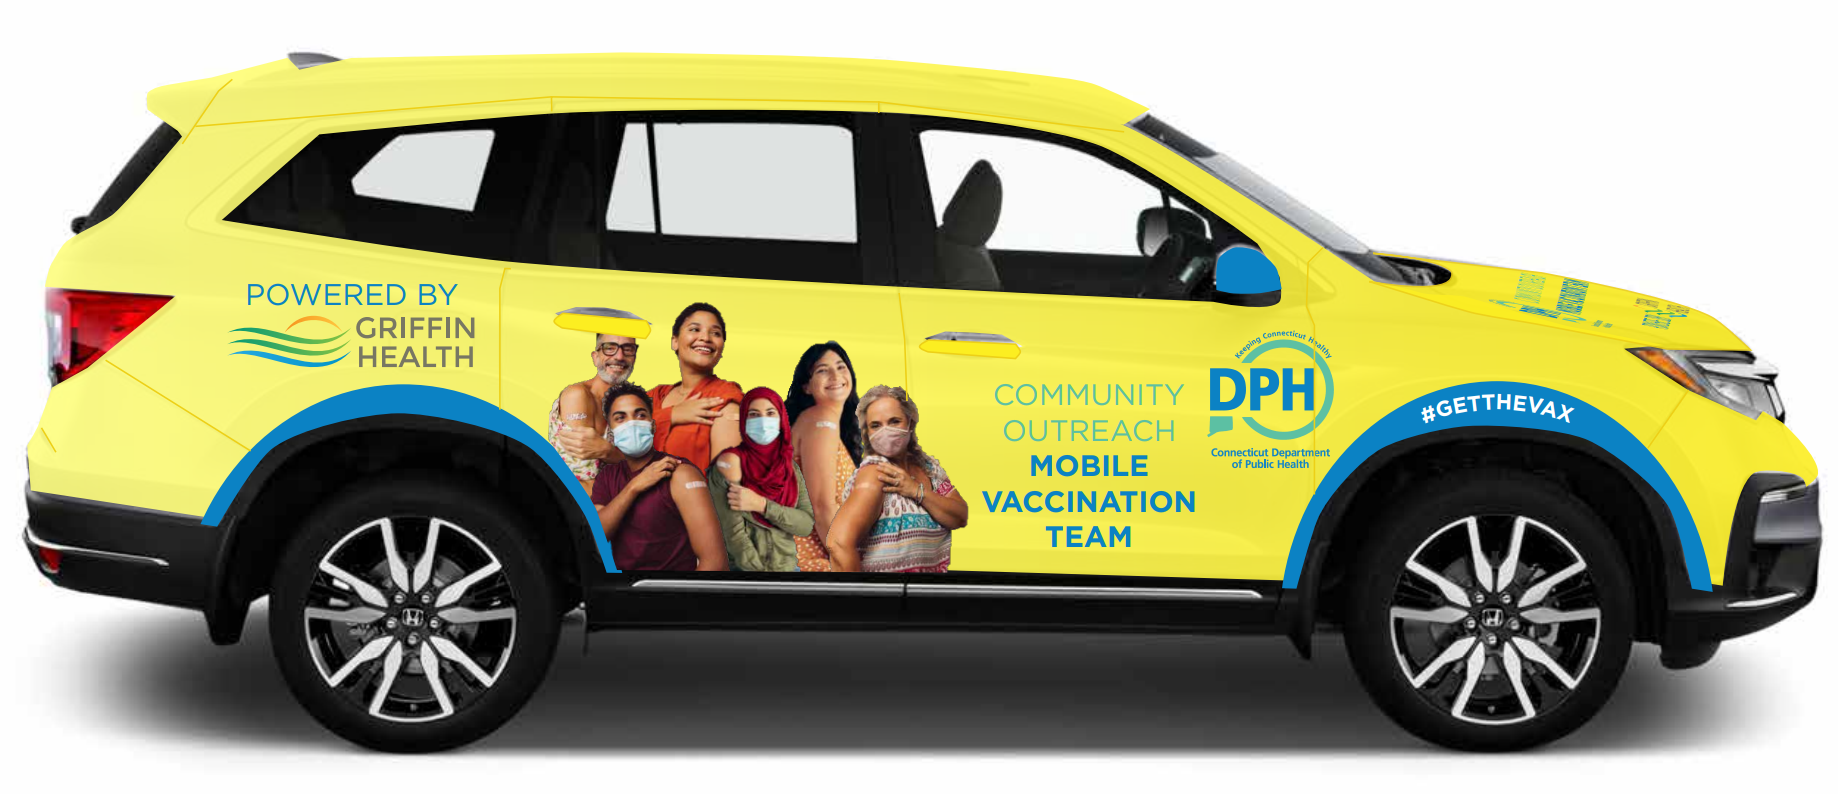 POWERED BY
GRIFFIN
HEALTH
COMMUNITY
OUTREACH
MOBILE
VACCINATION
TEAM
Keeping Connecticut Healthy
DPH
Connecticut Department
of Public Health
#GETTHEVAX